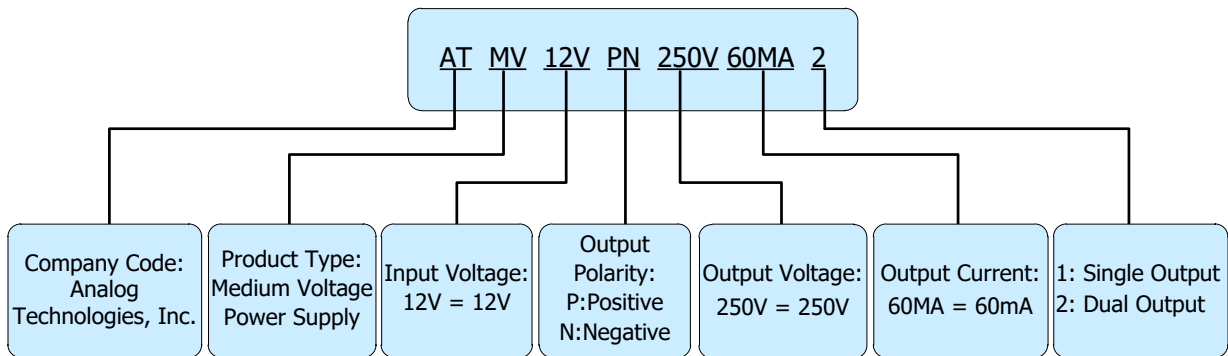 AT MV 12V PN 250V 60MA 2
Company Code:
Analog
Technologies, Inc.
Product Type:
Medium Voltage
Power Supply
Input Voltage:
12V = 12V
Output
Polarity:
P:Positive
N:Negative
Output Voltage:
250V = 250V
Output Current:
60MA = 60mA
1: Single Output
2: Dual Output